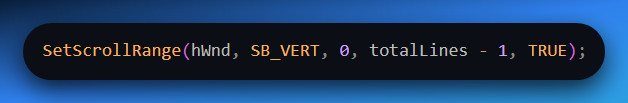 SetScrollRange(hWnd, SB_VERT, 0, totalLines - 1, TRUE);